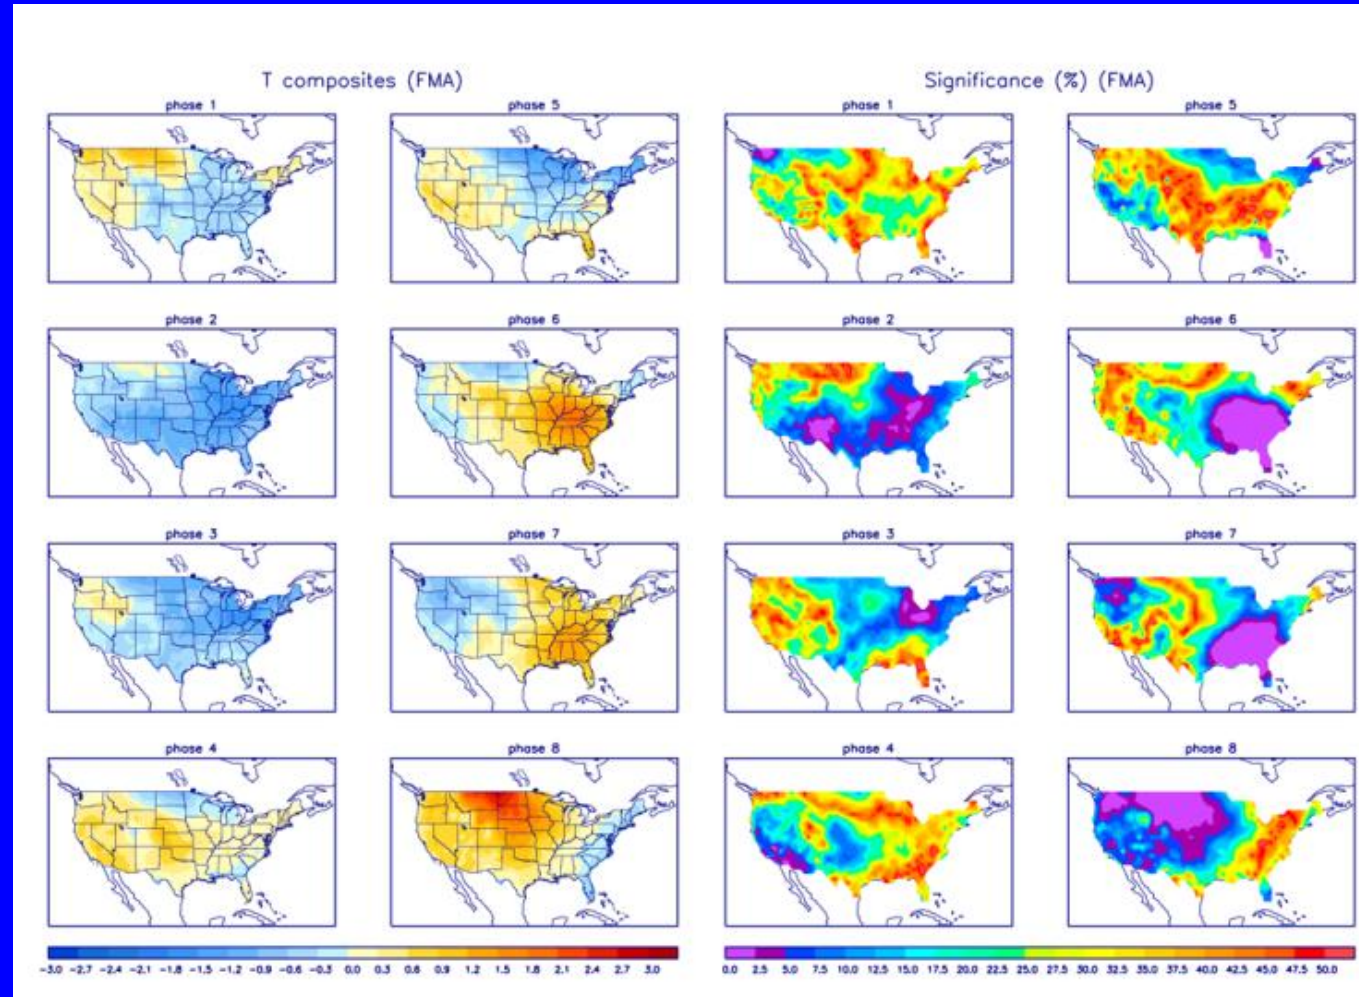 T composites (FMA)
Significance (%) (FMA)
phase 1
phase 5
phase 1
phase 5
phase 2
phase 6
phase 2
phase 6
phase 3
phase 7
phase 3
phase 7
phase 4
phase 8
phase 4
phase 8
-3.0 -2.7 -2.4 -2.1 -1.8 -1.5 -1.2 -0.9 -0.6 -0.3 0.0 0.3 0.6 0.9 1.2 1.5 1.8 2.1 2.4 2.7 3.0
0.0 2.5 5.0 7.5 10.0 12.5 15.0 17.5 20.0 22.5 25.0 27.5 30.0 32.5 35.0 37.5 40.0 42.5 45.0 47.5 50.0